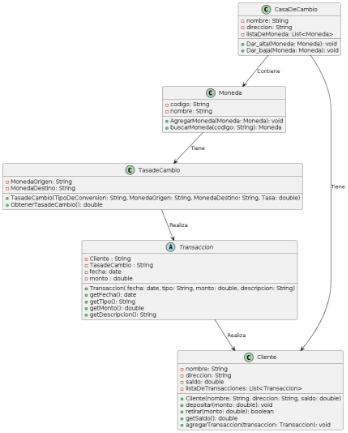 CasaDeCambio
nombre: String
direccion: String
listaDeMoneda: List<Moneda>
Dar_alta(Moneda: Moneda): void
Dar_baja(Moneda: Moneda): void
Contiene
Moneda
codigo: String
nombre: String
AgregarMoneda(Moneda: Moneda): void
buscarMoneda(codigo: String): Moneda
Tiene
TasadeCambio
MonedaOrigen: String
MonedaDestino: String
TasadeCambio(TipoDeConversion: String, MonedaOrigen: String, MonedaDestino: String, Tasa: double)
ObtenerTasadeCambio(): double
Tiene
Realiza
Transaccion
Cliente : String
TasadeCambio : String
fecha: date
monto : double
Transaccion( fecha: date, tipo: String, monto: double, descripcion: String)
getFecha(): date
getTipo(): String
getMonto(): double
getDescripcion(): String
Realiza
Cliente
nombre: String
direccion: String
saldo: double
listaDeTransacciones: List<Transaccion>
Cliente(nombre: String, direccion: String, saldo: double)
depositar(monto: double): void
retirar(monto: double): boolean
getSaldo(): double
agregarTransaccion(transaccion: Transaccion): void